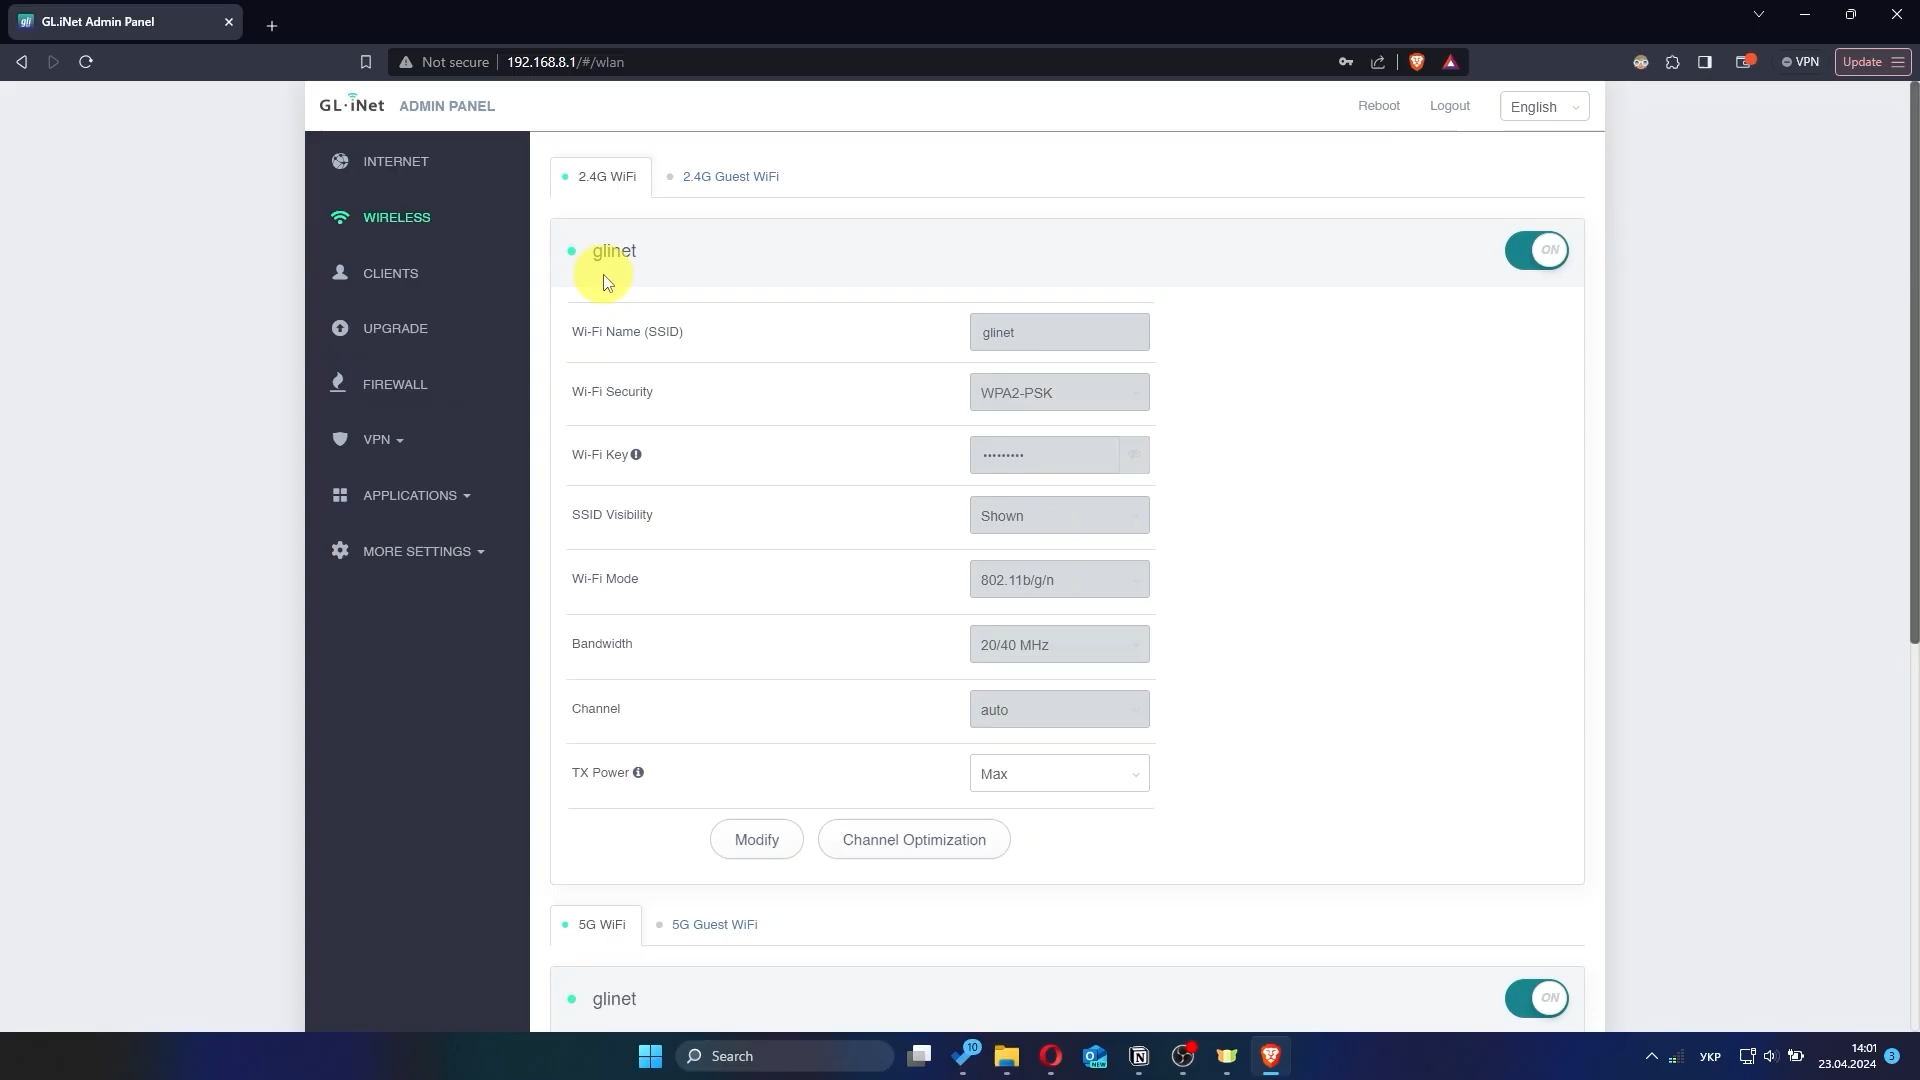 GL.iNet Admin Panel
Not secure
192.168.8.1/#/wlan
VPN
Update
GL·iNet ADMIN PANEL
Reboot
Logout
English
INTERNET
WIRELESS
CLIENTS
UPGRADE
FIREWALL
VPN
APPLICATIONS
MORE SETTINGS
2.4G WiFi
2.4G Guest WiFi
glinet
ON
Wi-Fi Name (SSID)
glinet
Wi-Fi Security
WPA2-PSK
Wi-Fi Key
•••••••••
SSID Visibility
Shown
Wi-Fi Mode
802.11b/g/n
Bandwidth
20/40 MHz
Channel
auto
TX Power
Max
Modify
Channel Optimization
5G WiFi
5G Guest WiFi
glinet
ON
Search
10
NEW
УКР
14:01
23.04.2024
3